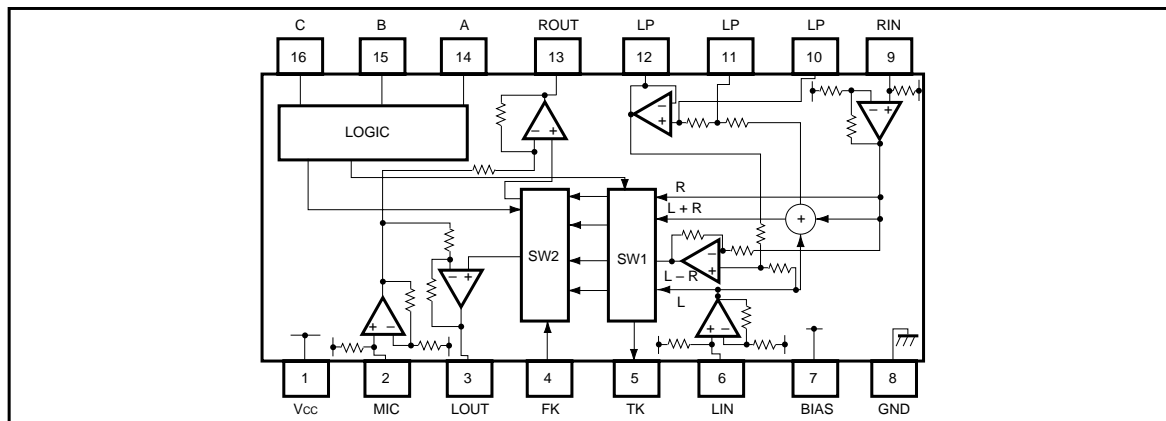 C B A ROUT LP LP LP RIN
16 15 14 13 12 11 10 9
LOGIC
− + − + − +
R
L + R
+
SW2 SW1
− +
L − R
− +
L
+ − + −
1 2 3 4 5 6 7 8
Vcc MIC LOUT FK TK LIN BIAS GND